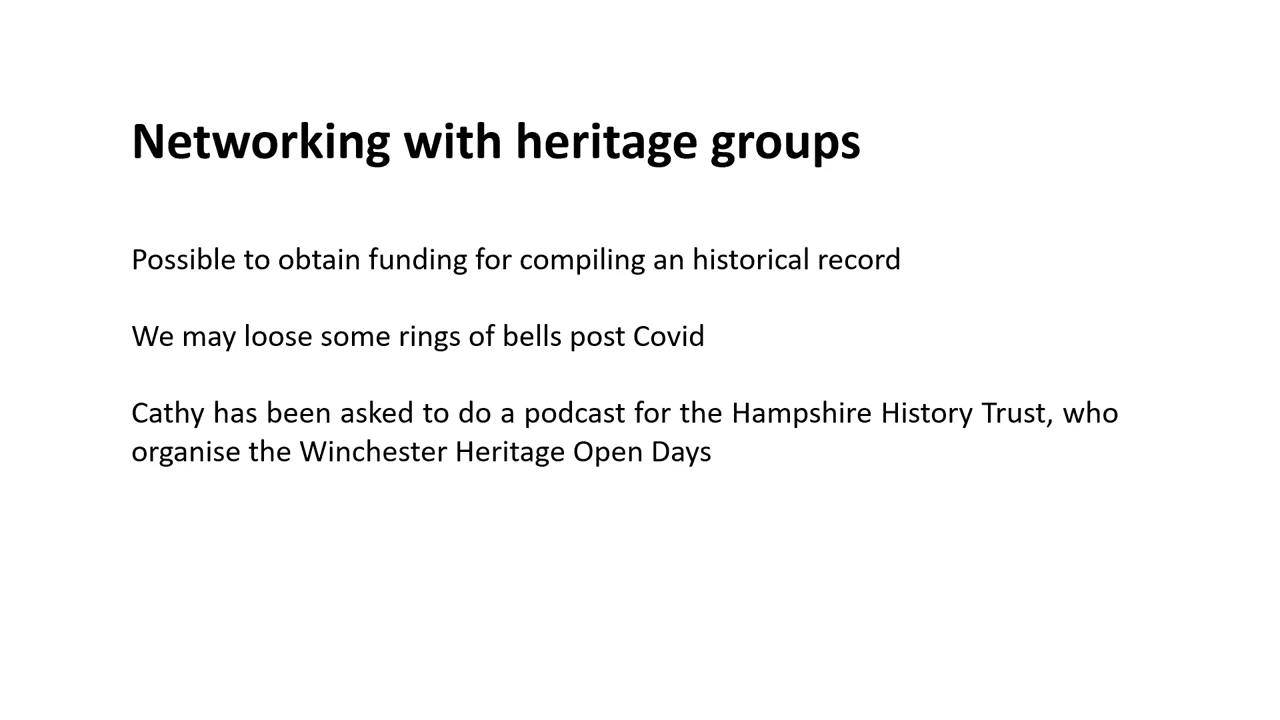 Networking with heritage groups
Possible to obtain funding for compiling an historical record
We may loose some rings of bells post Covid
Cathy has been asked to do a podcast for the Hampshire History Trust, who
organise the Winchester Heritage Open Days